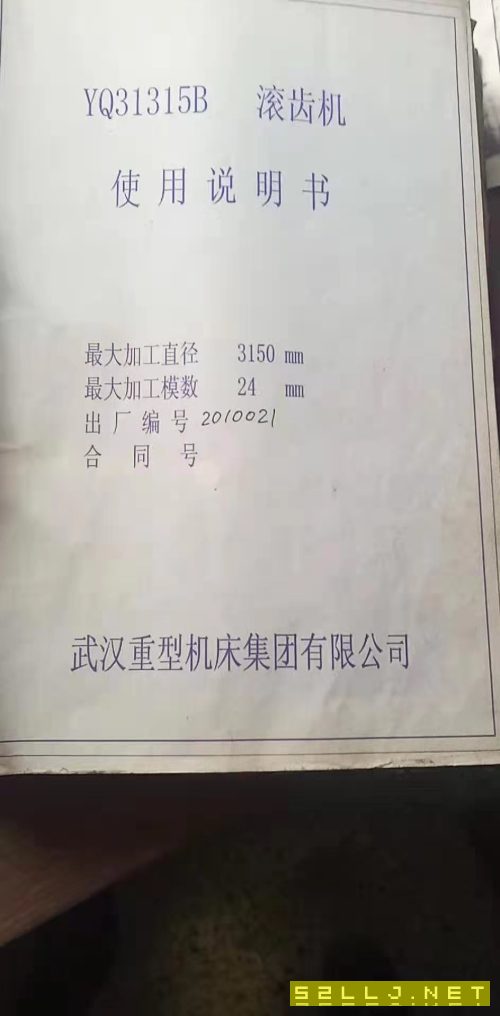 YQ31315B 滚齿机
使用说明书
最大加工直径 3150 mm
最大加工模数 24 mm
出厂编号 2010021
合同号
武汉重型机床集团有限公司
52LLJ.NET